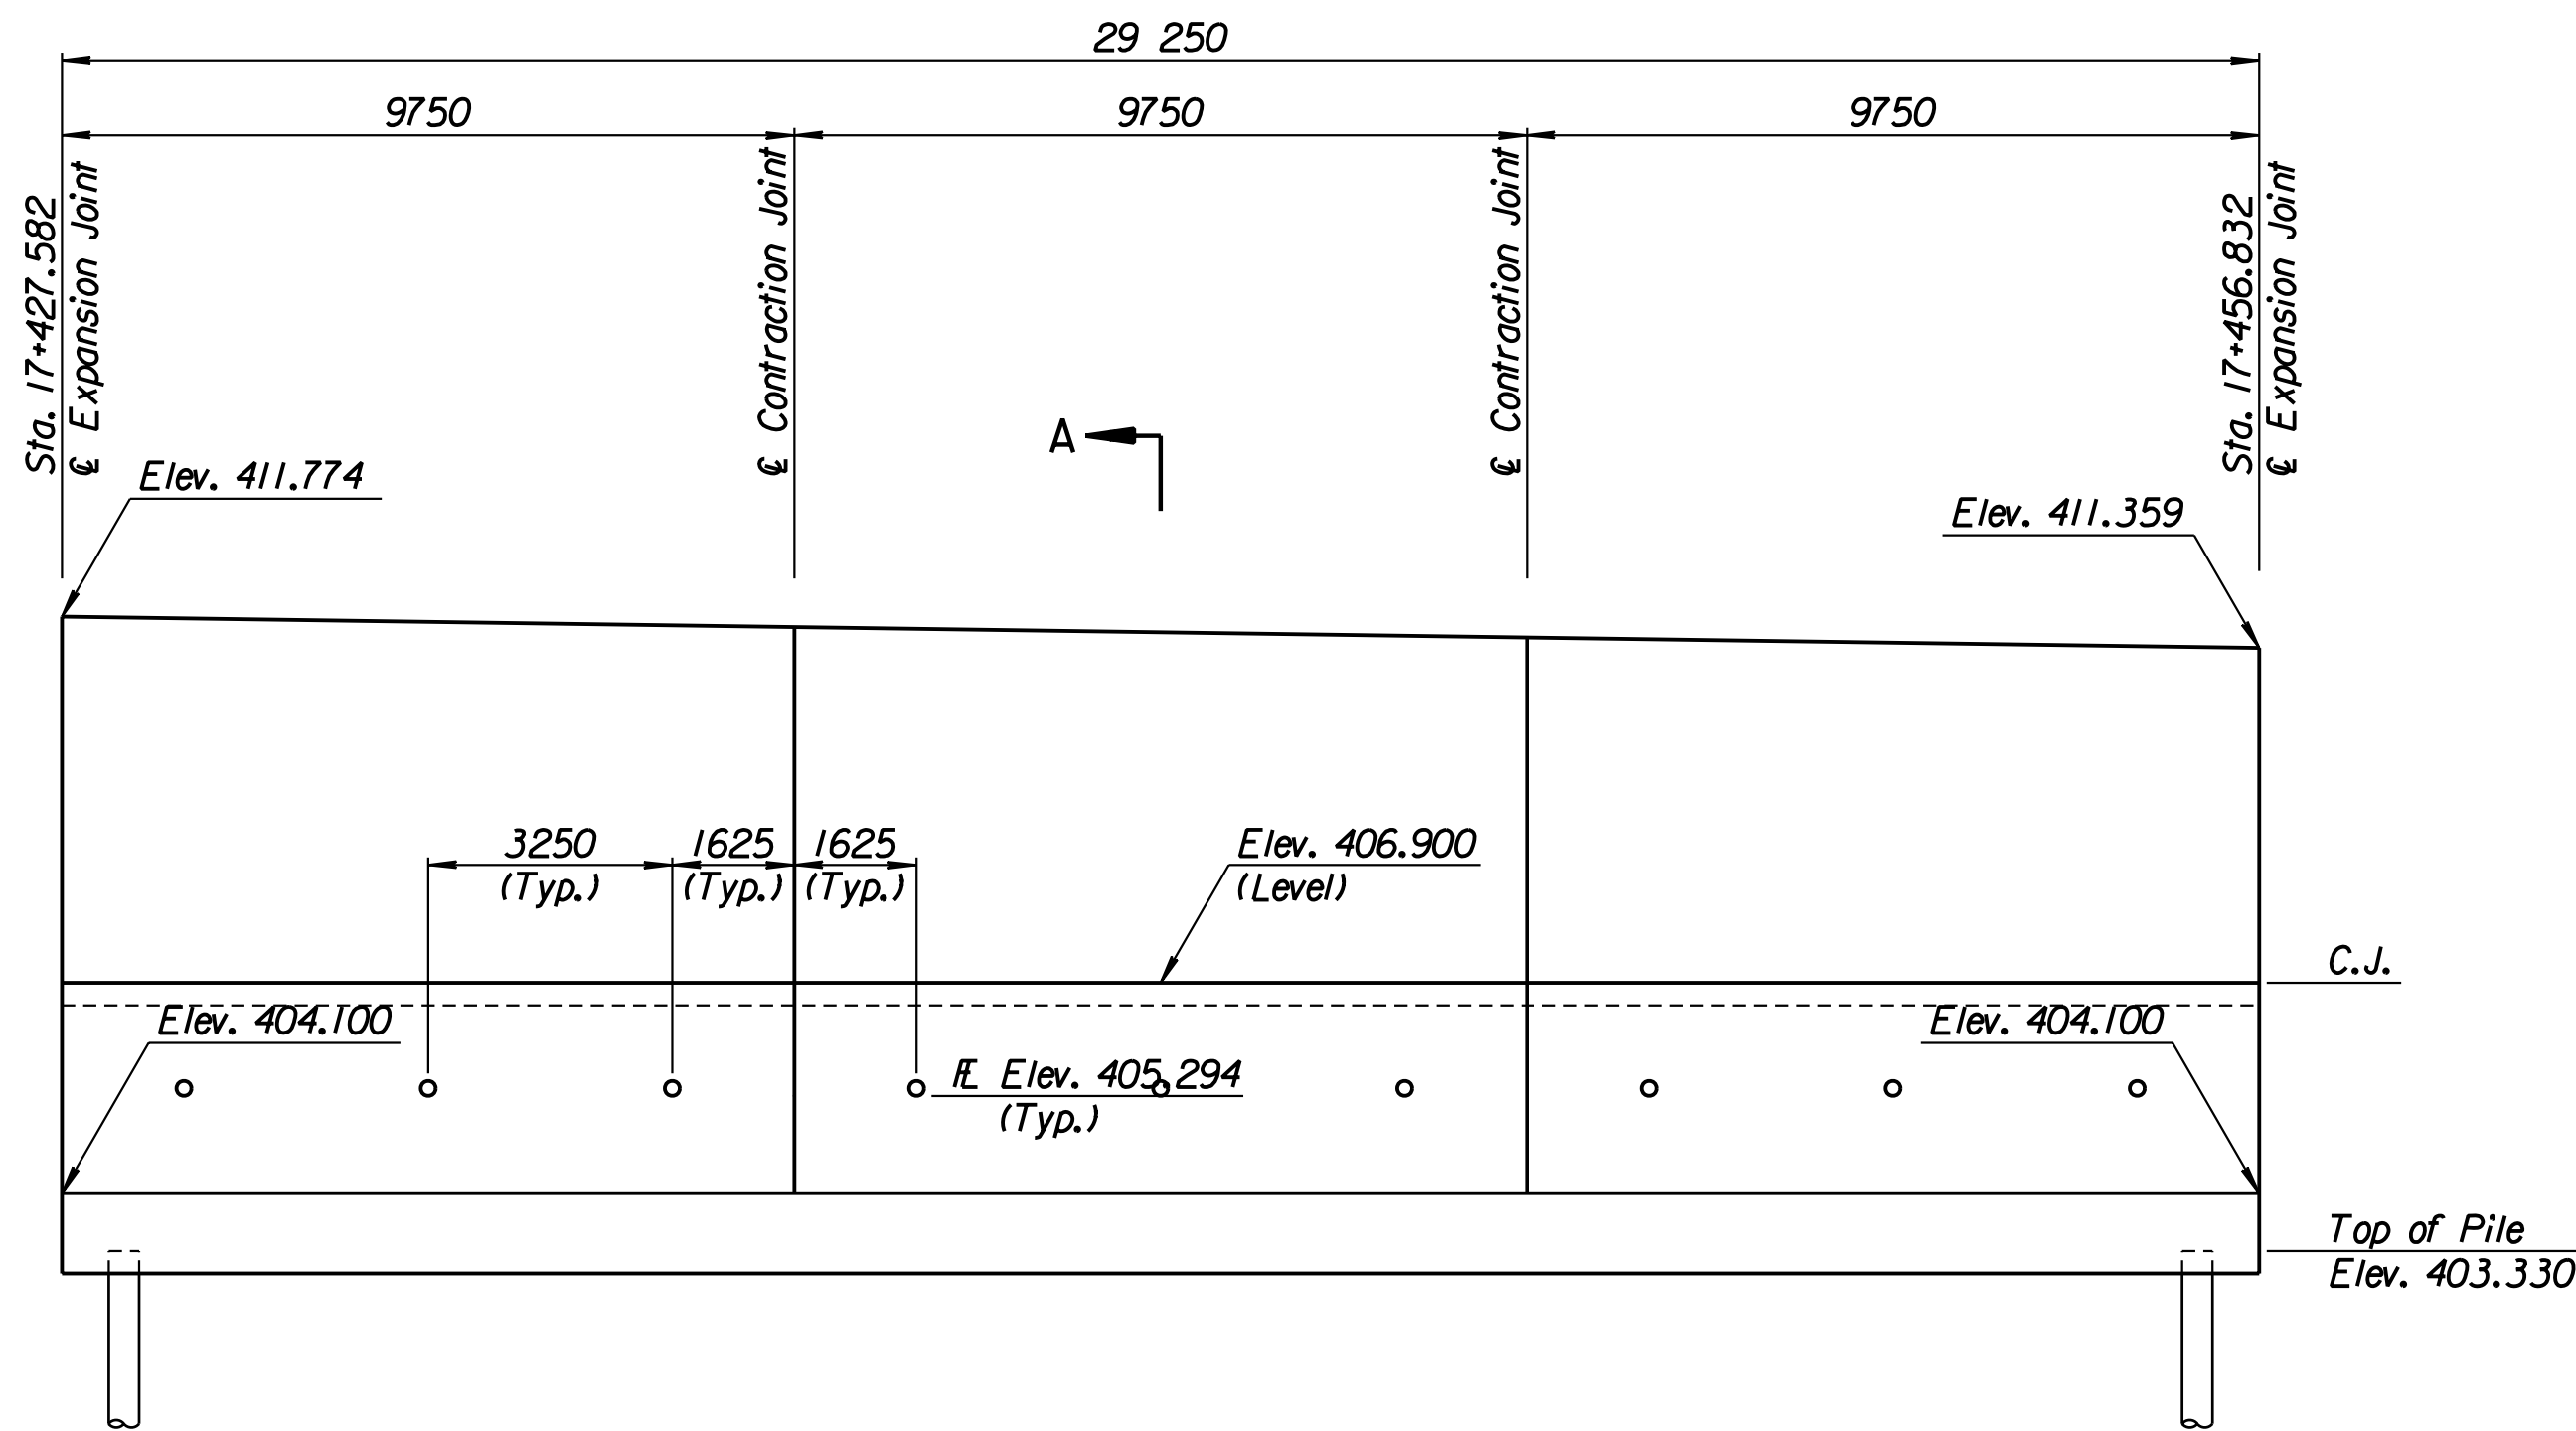 29 250
9750
9750
9750
Sta. 17+427.582
℄ Expansion Joint
℄ Contraction Joint
℄ Contraction Joint
Sta. 17+456.832
℄ Expansion Joint
A
Elev. 411.774
Elev. 411.359
3250
(Typ.)
1625
(Typ.)
1625
(Typ.)
Elev. 406.900
(Level)
C.J.
Elev. 404.100
Elev. 404.100
Elev. 405.294
(Typ.)
Top of Pile
Elev. 403.330